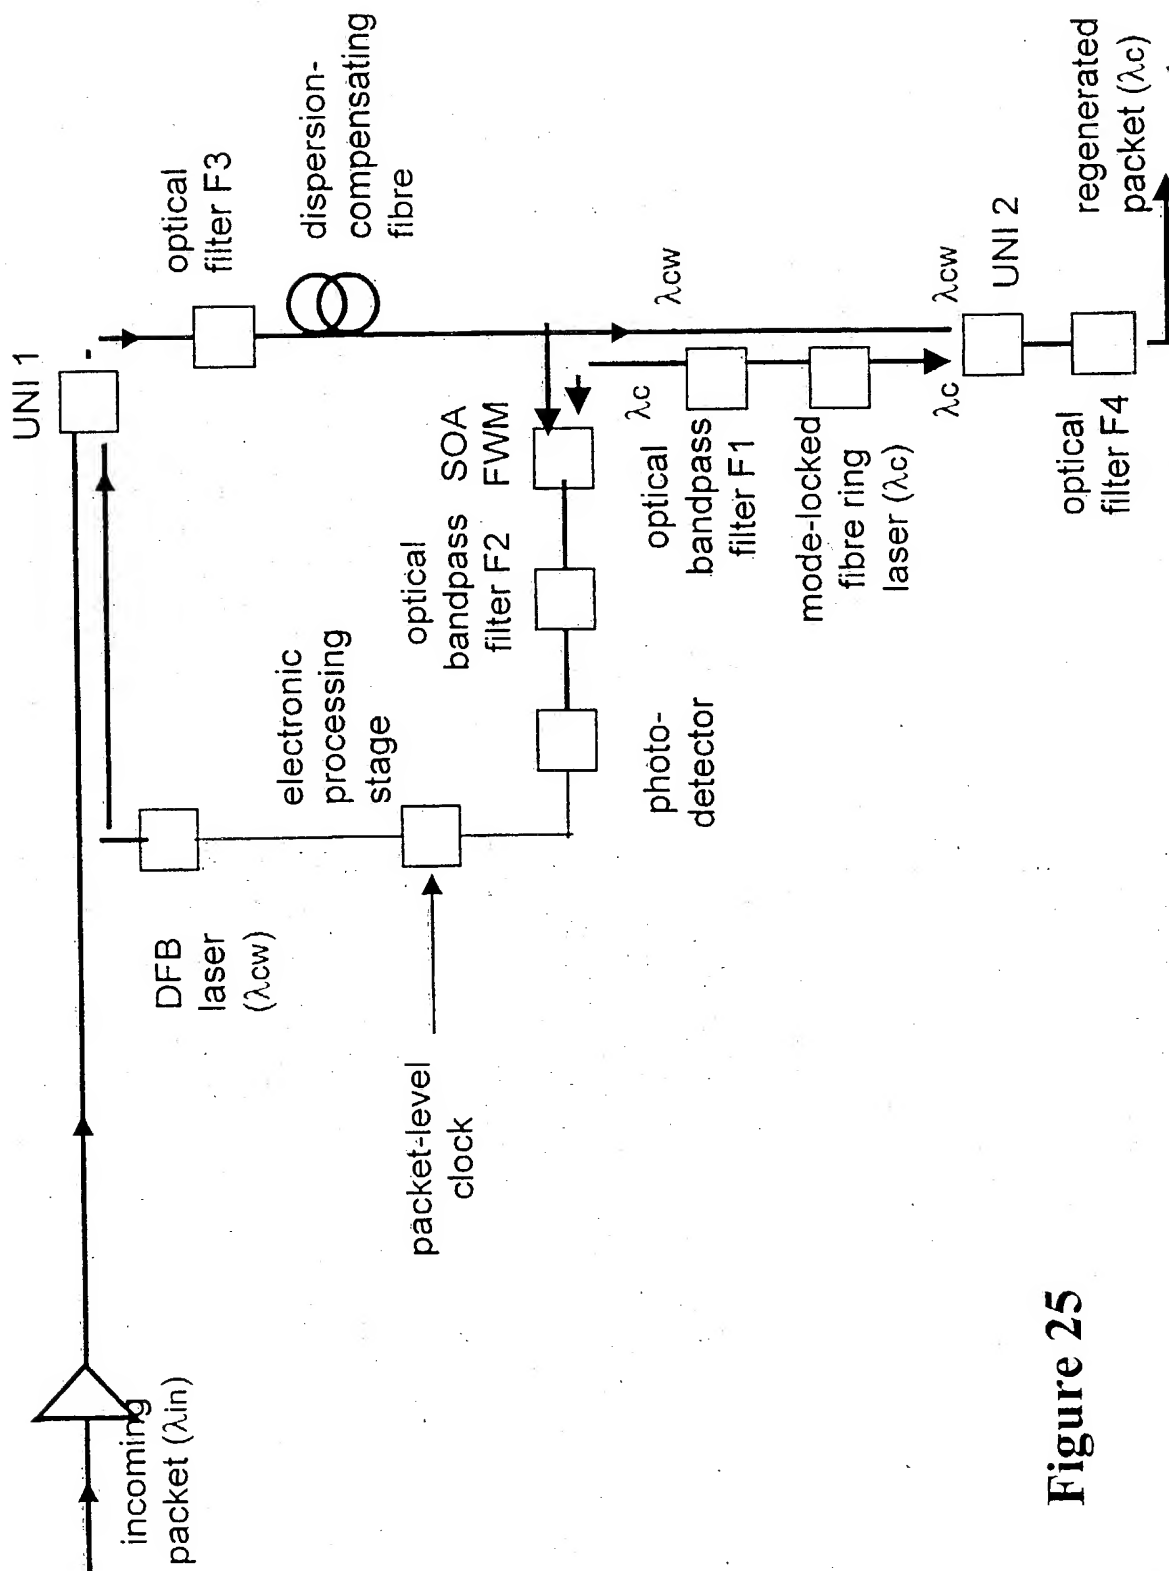 incoming
packet (λin)
UNI 1
DFB
laser
(λcw)
optical
filter F3
dispersion-
compensating
fibre
electronic
processing
stage
packet-level
clock
photo-
detector
optical
bandpass
filter F2
SOA
FWM
λc
λcw
optical
bandpass
filter F1
mode-locked
fibre ring
laser (λc)
λc
λcw
UNI 2
optical
filter F4
regenerated
packet (λc)
Figure 25